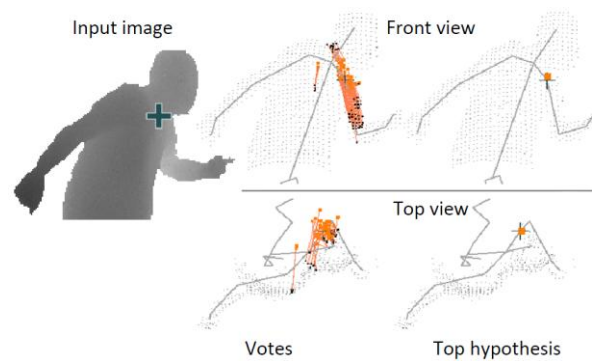 Input image
Front view
Top view
Votes
Top hypothesis